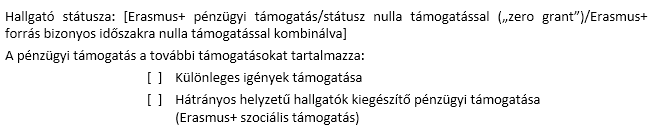 Hallgató státusza: [Erasmus+ pénzügyi támogatás/státusz nulla támogatással („zero grant”)/Erasmus+
forrás bizonyos időszakra nulla támogatással kombinálva]
A pénzügyi támogatás a további támogatásokat tartalmazza:
[ ] Különleges igények támogatása
[ ] Hátrányos helyzetű hallgatók kiegészítő pénzügyi támogatása
(Erasmus+ szociális támogatás)